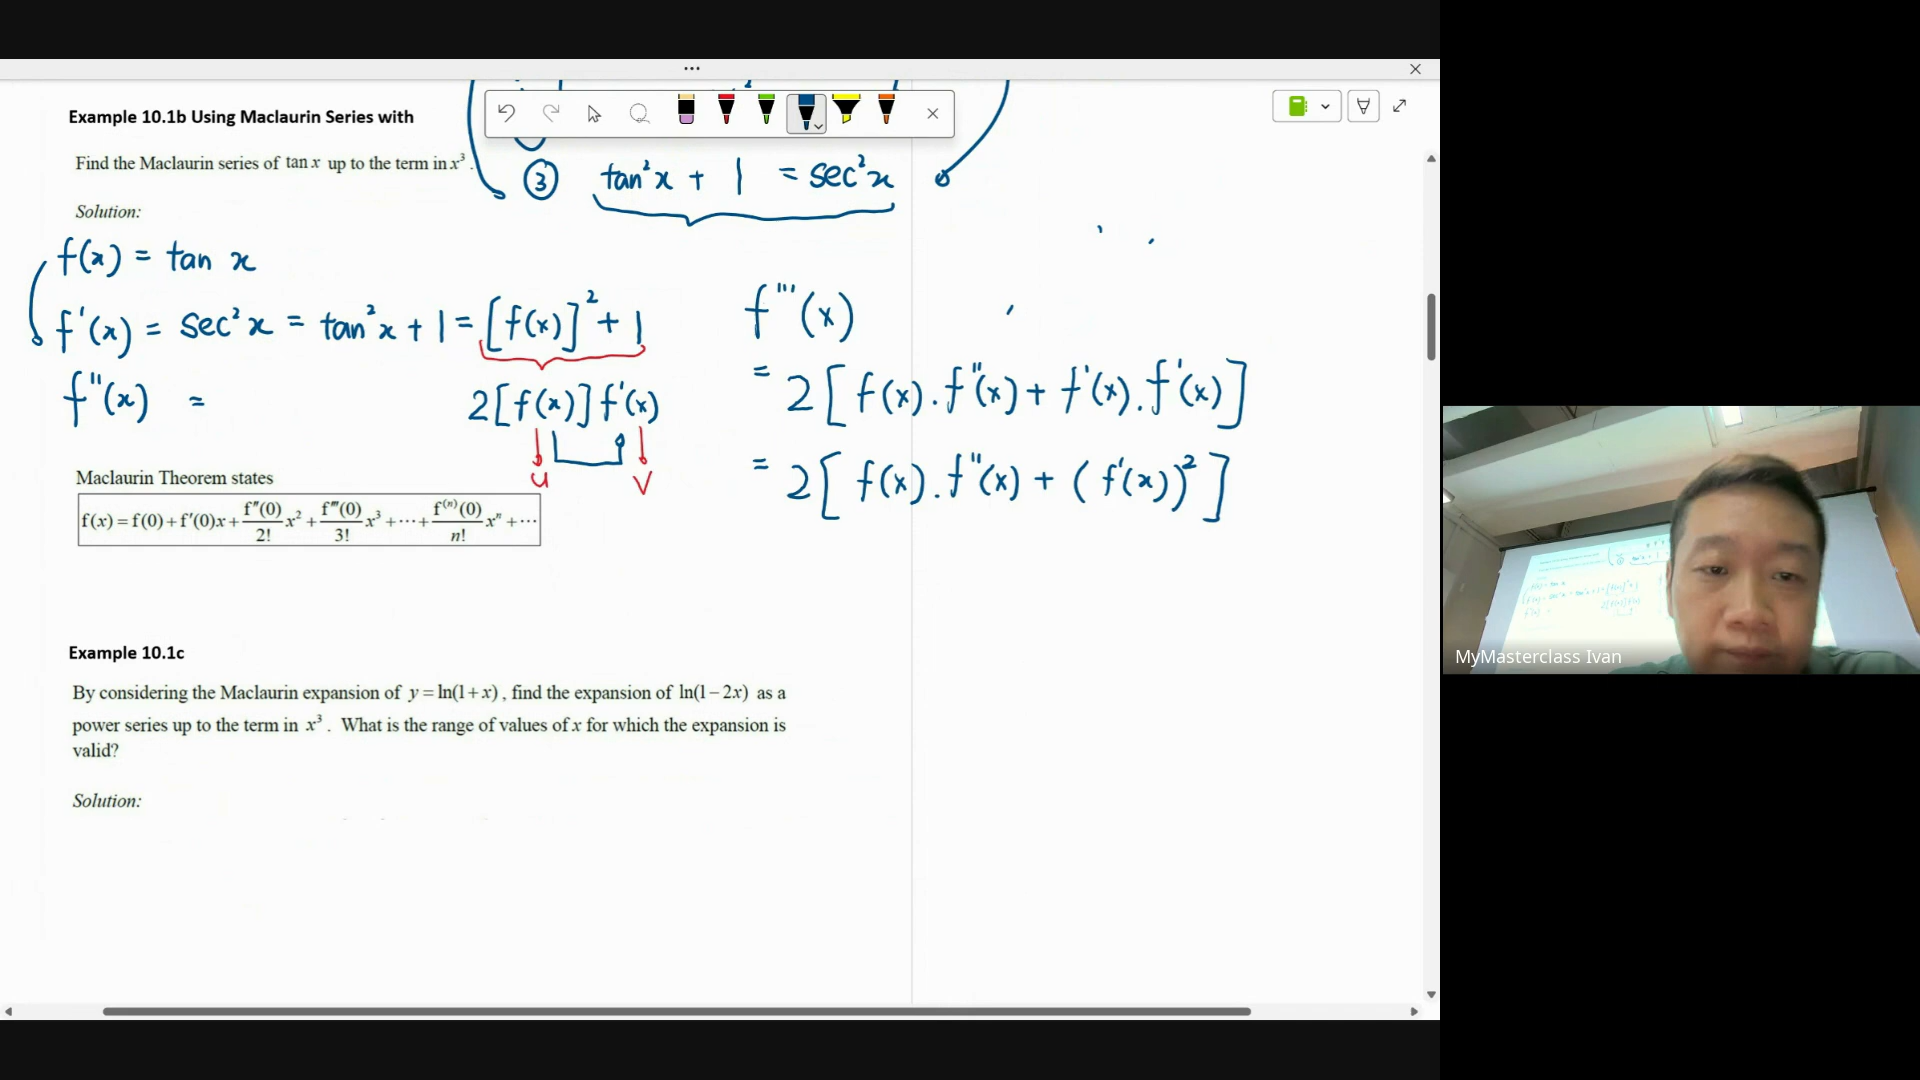 Example 10.1b Using Maclaurin Series with
Find the Maclaurin series of tan x up to the term in x³.
③ tan²x + 1 = sec²x
Solution:
f(x) = tan x
f'(x) = sec²x = tan²x + 1 = [f(x)]² + 1
f''(x) = 2[f(x)]f'(x)
u v
f'''(x)
= 2[f(x).f''(x) + f'(x).f'(x)]
= 2[f(x).f''(x) + (f'(x))²]
Maclaurin Theorem states
f(x) = f(0) + f'(0)x + f''(0)/2! x² + f'''(0)/3! x³ + ⋯ + f⁽ⁿ⁾(0)/n! xⁿ + ⋯
Example 10.1c
By considering the Maclaurin expansion of y = ln(1+x), find the expansion of ln(1−2x) as a
power series up to the term in x³. What is the range of values of x for which the expansion is
valid?
Solution:
MyMasterclass Ivan